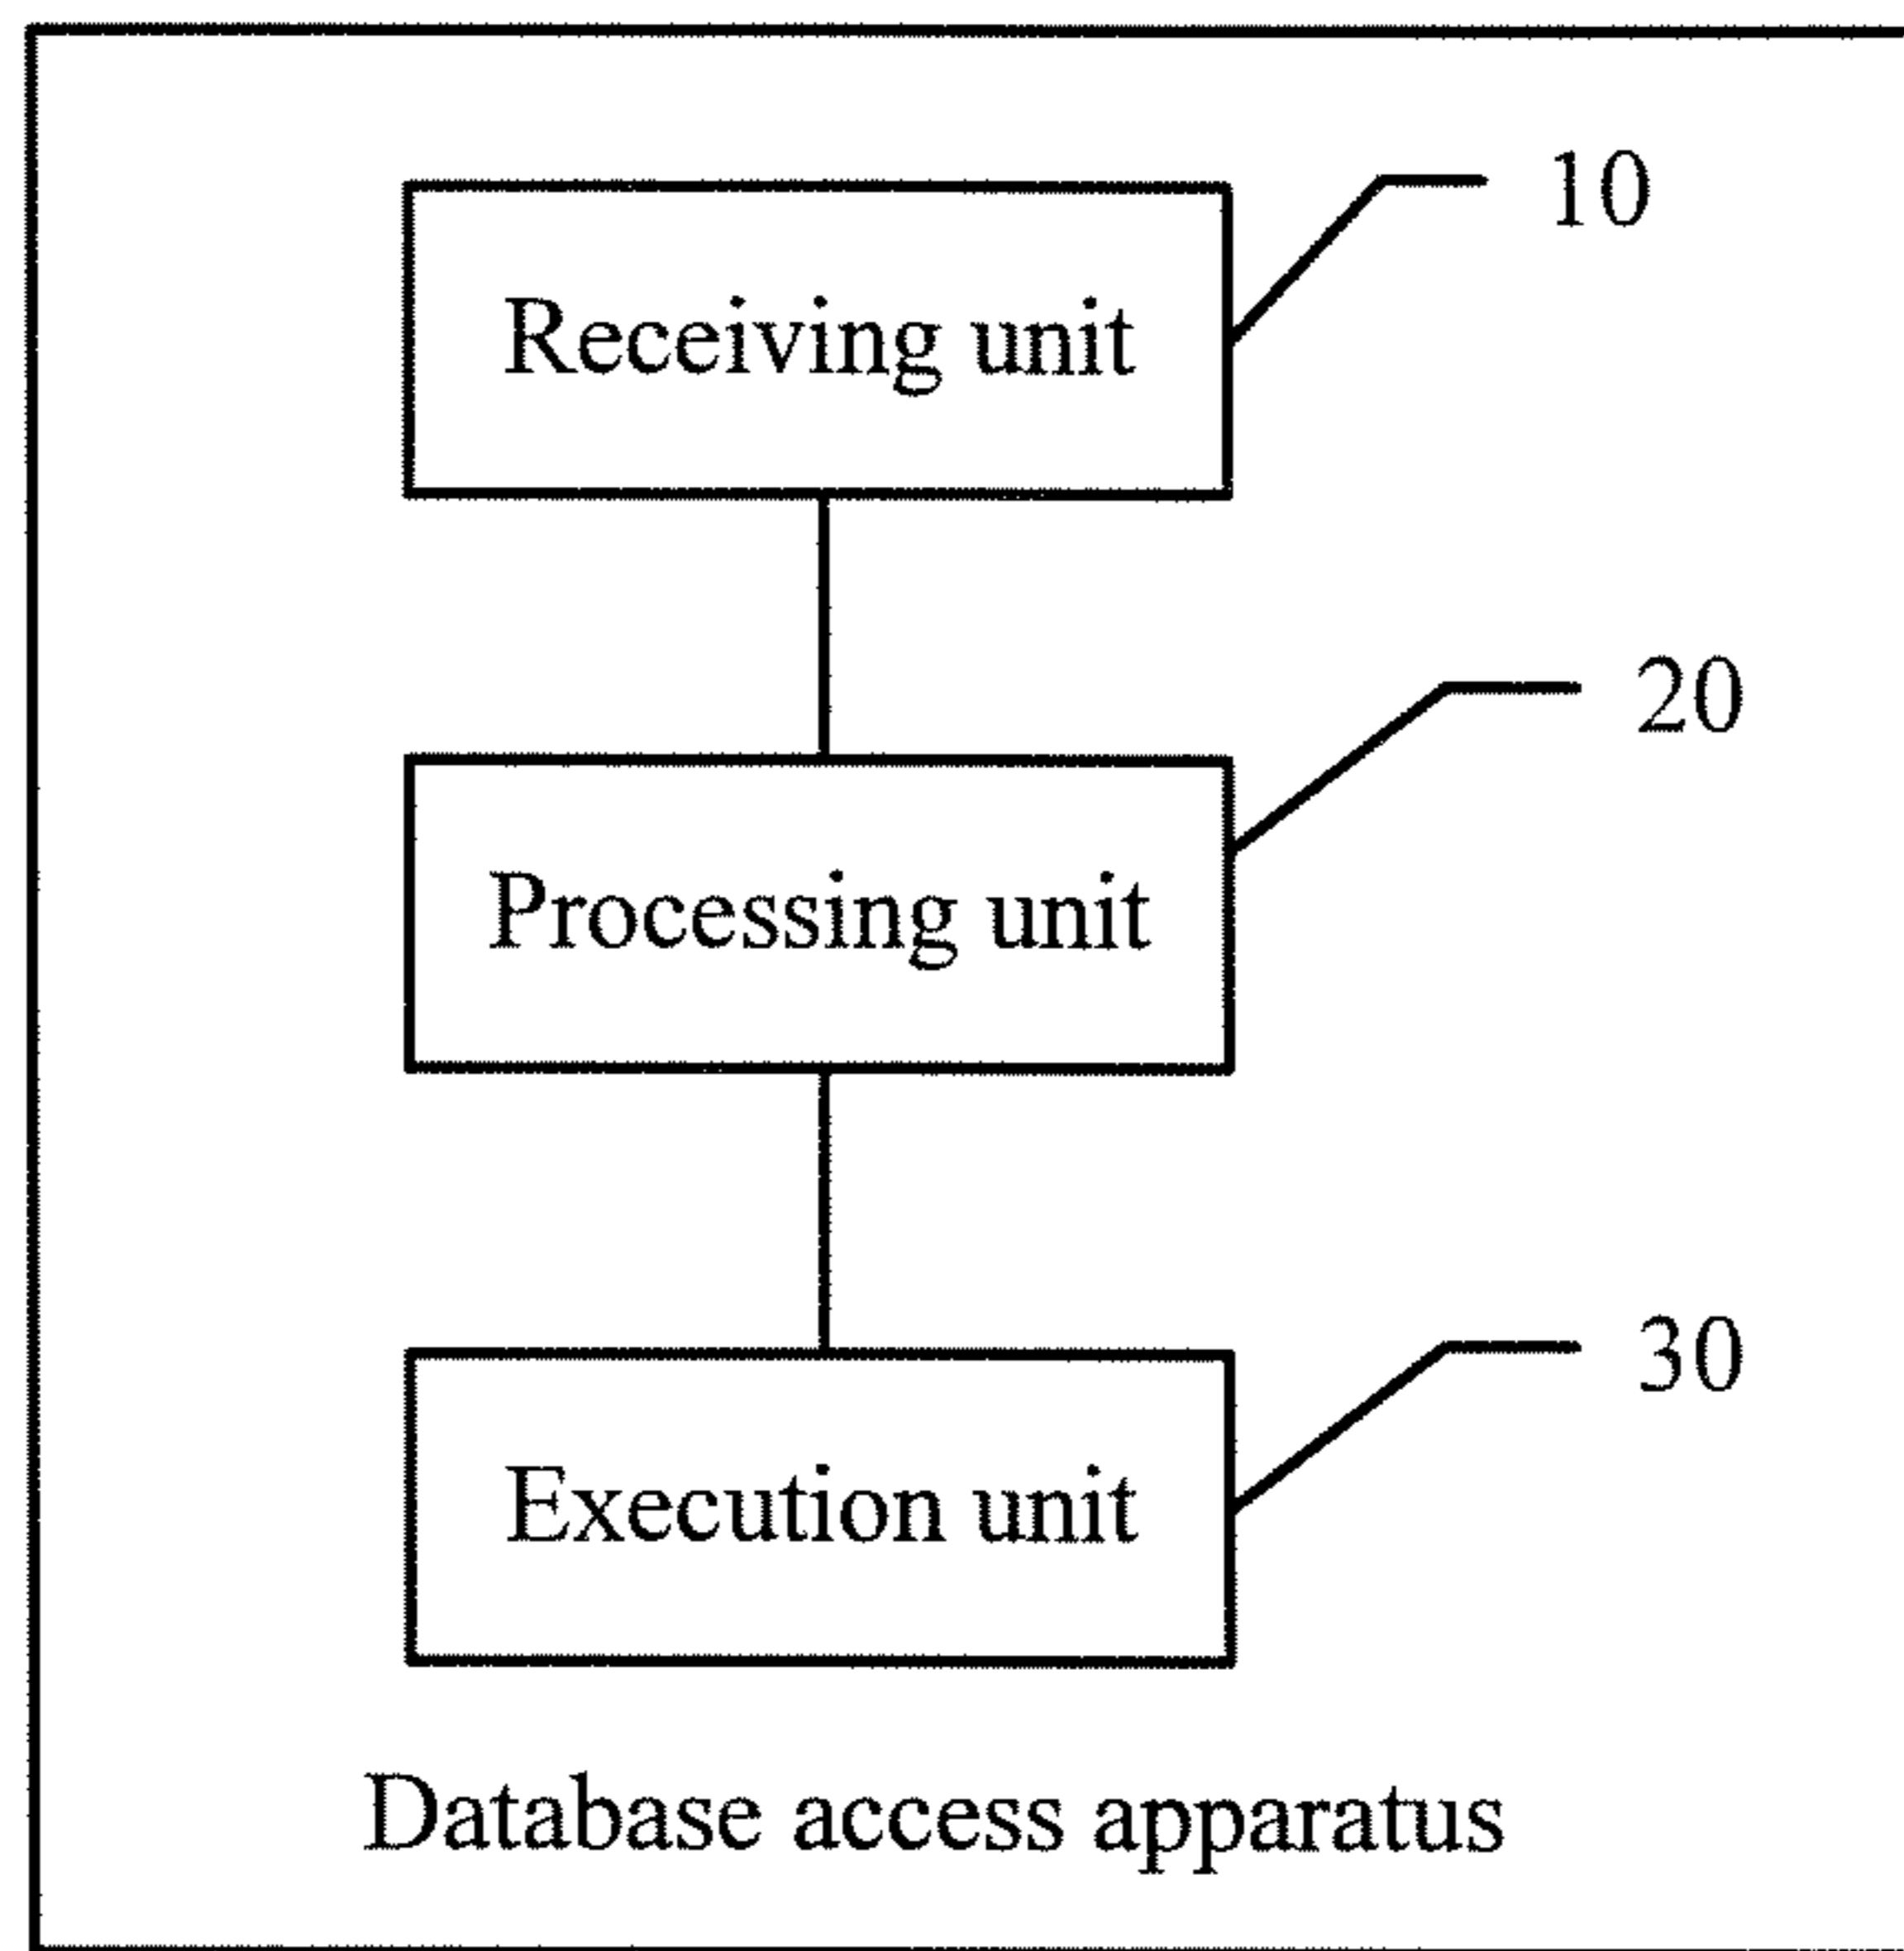 10
Receiving unit
20
Processing unit
30
Execution unit
Database access apparatus